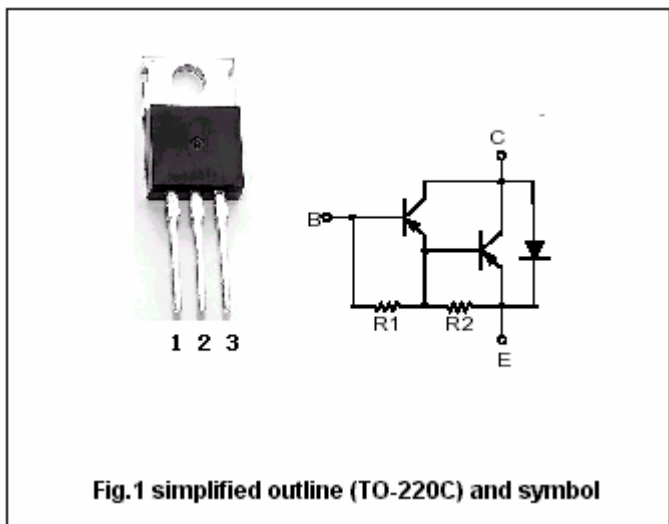 C
B
R1 R2
E
1 2 3
Fig.1 simplified outline (TO-220C) and symbol